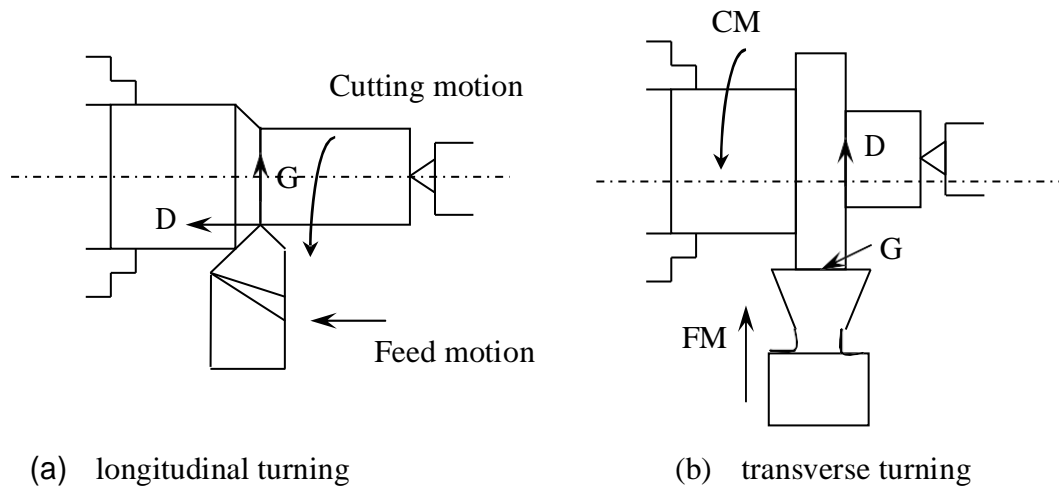 CM
Cutting motion
G
D
Feed motion
D
G
FM
(a) longitudinal turning
(b) transverse turning